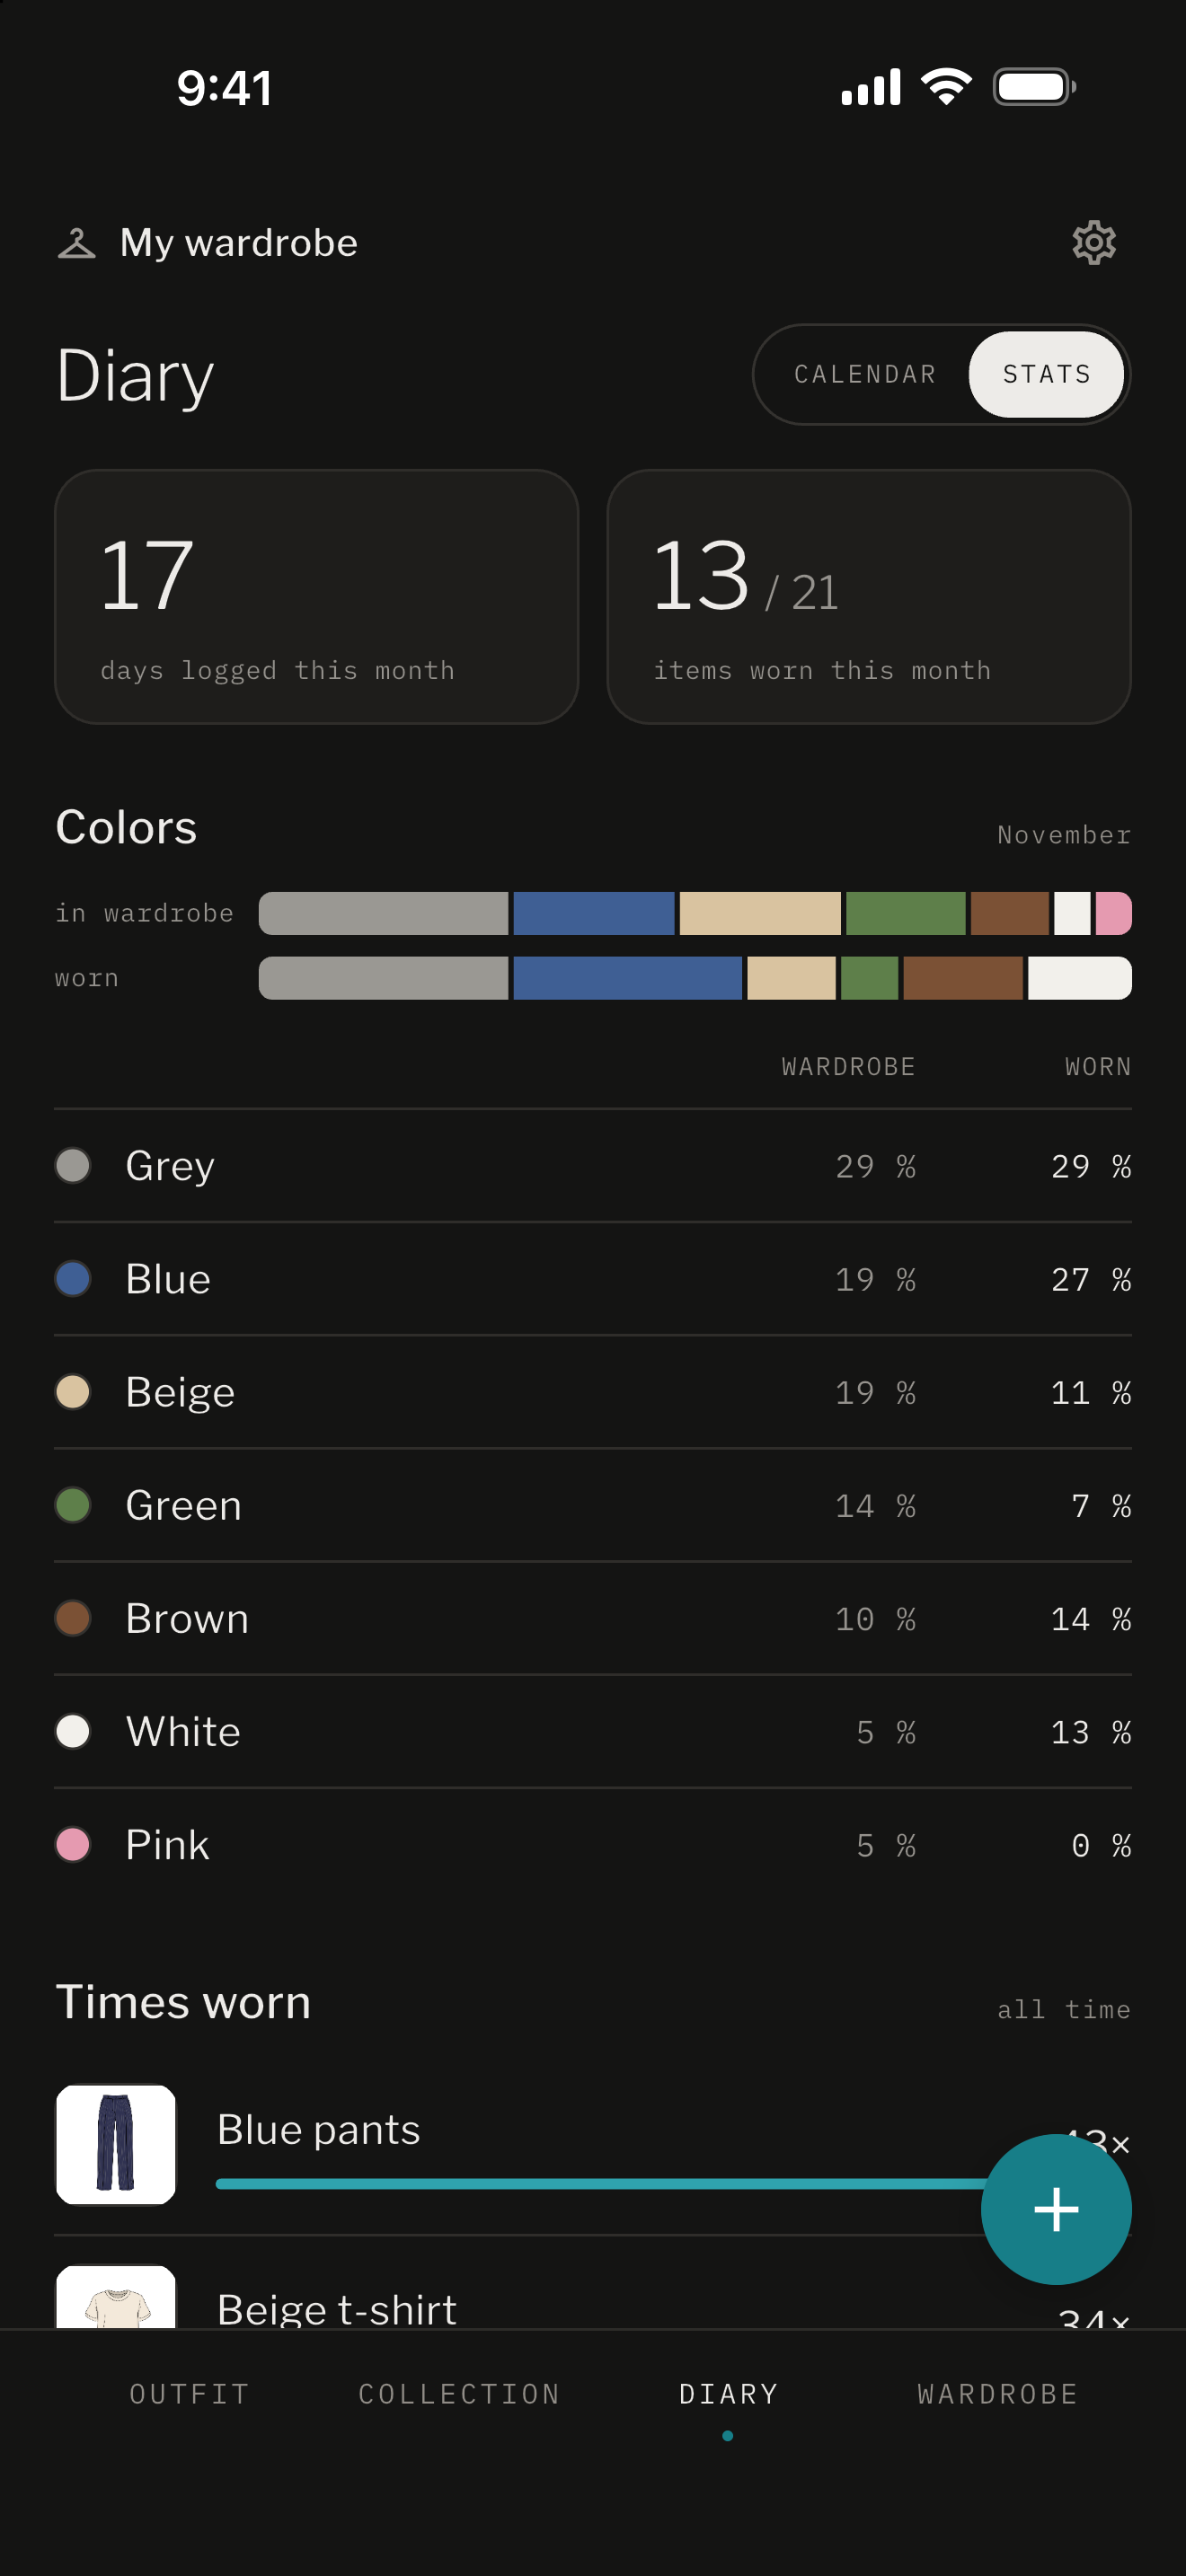 9:41
My wardrobe
Diary
CALENDAR STATS
17
days logged this month
13 / 21
items worn this month
Colors November
in wardrobe
worn
WARDROBE WORN
Grey 29 % 29 %
Blue 19 % 27 %
Beige 19 % 11 %
Green 14 % 7 %
Brown 10 % 14 %
White 5 % 13 %
Pink 5 % 0 %
Times worn all time
Blue pants
Beige t-shirt 34×
OUTFIT COLLECTION DIARY WARDROBE